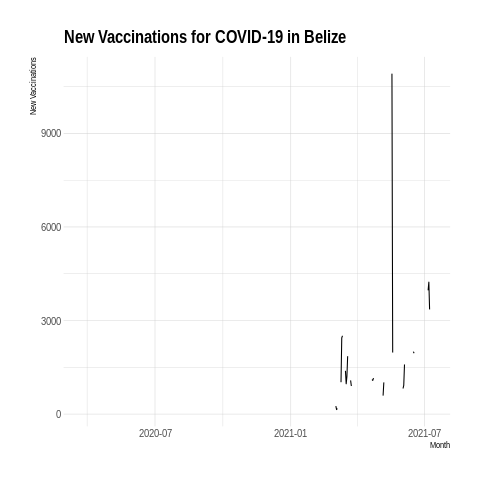 New Vaccinations for COVID-19 in Belize
New Vaccinations
9000
6000
3000
0
2020-07
2021-01
2021-07
Month